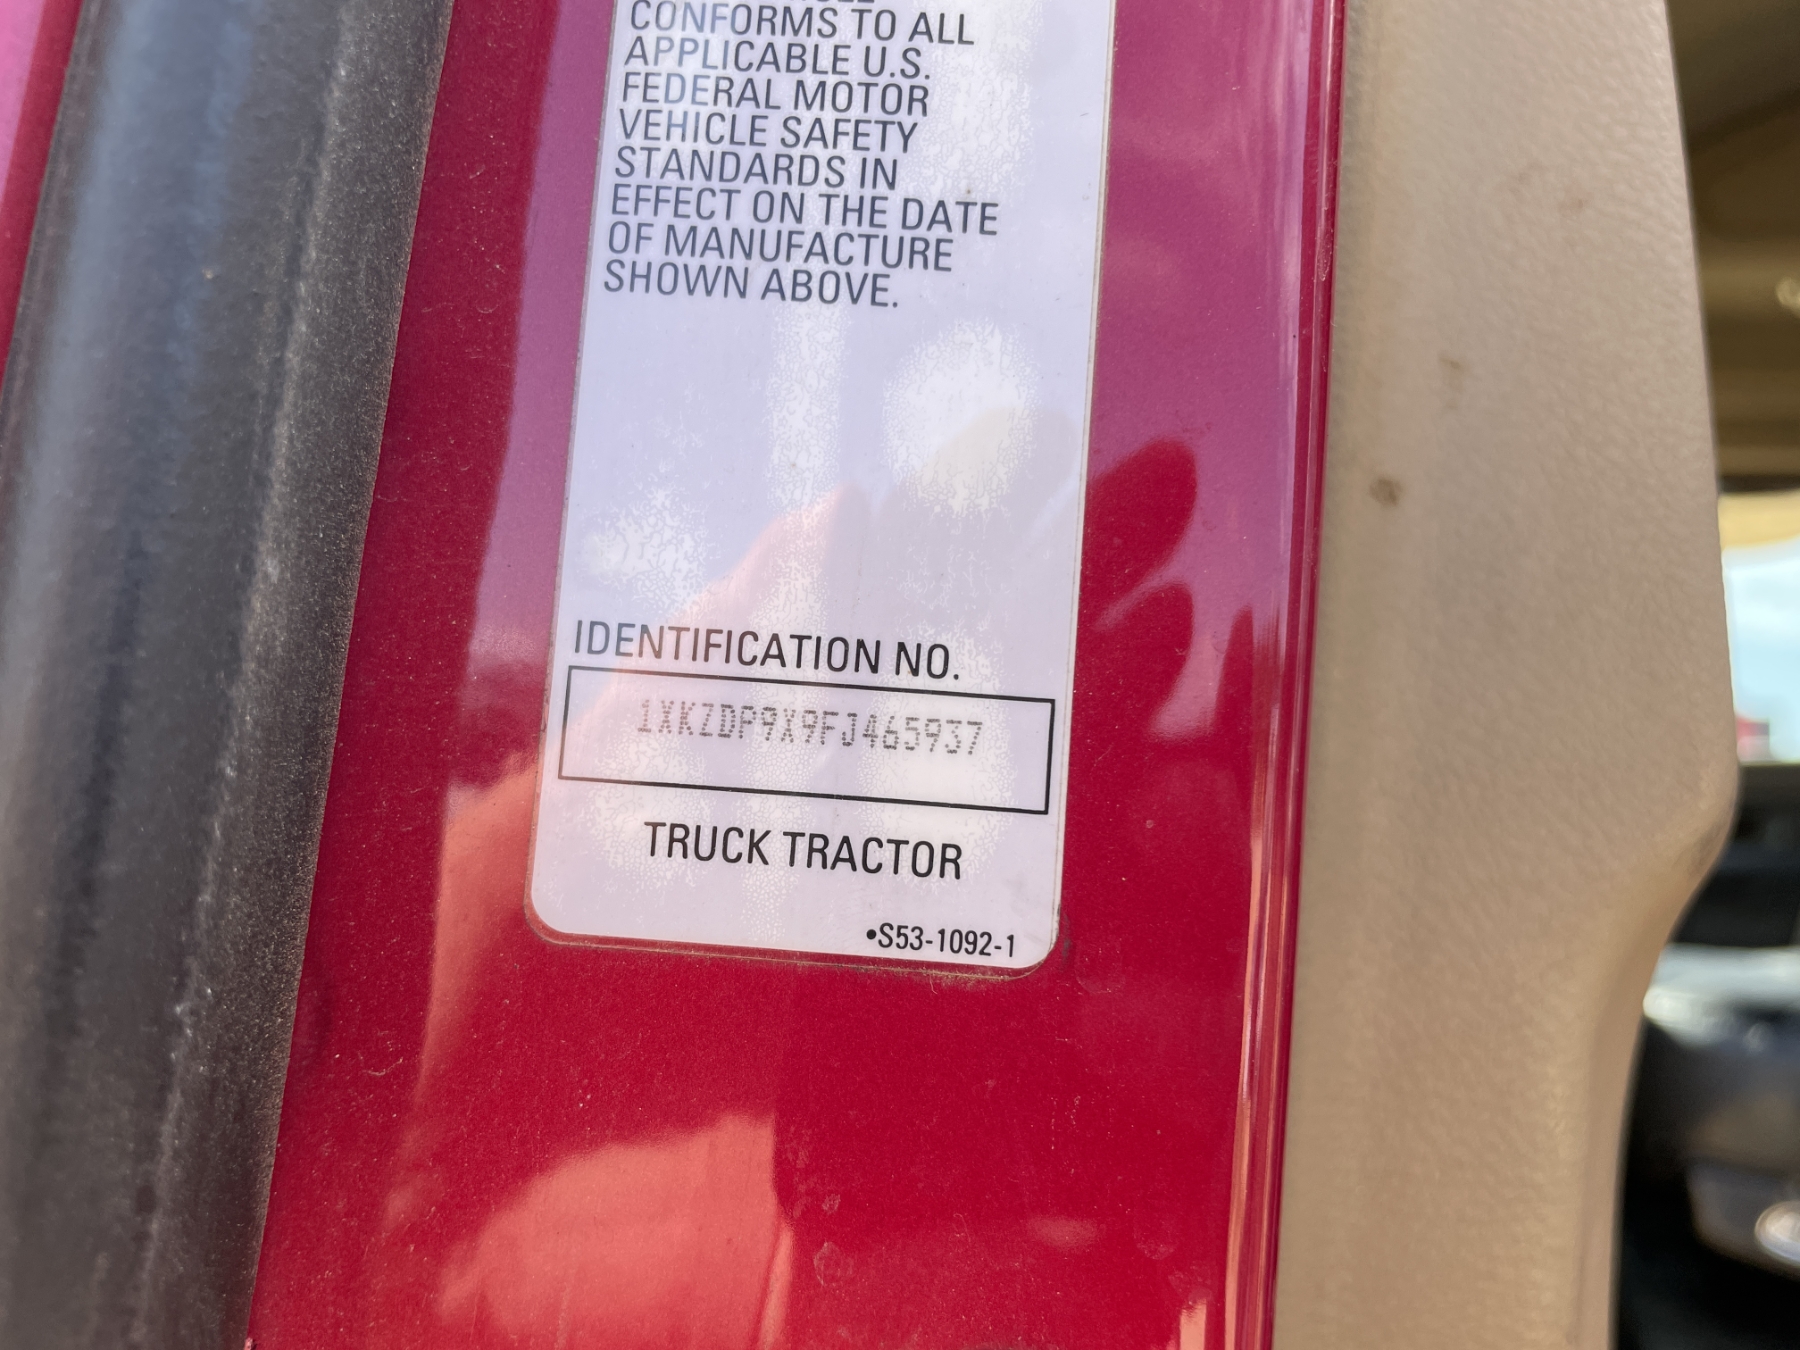 CONFORMS TO ALL
APPLICABLE U.S.
FEDERAL MOTOR
VEHICLE SAFETY
STANDARDS IN
EFFECT ON THE DATE
OF MANUFACTURE
SHOWN ABOVE.
IDENTIFICATION NO.
1XKZDP9X9FJ465937
TRUCK TRACTOR
•S53-1092-1